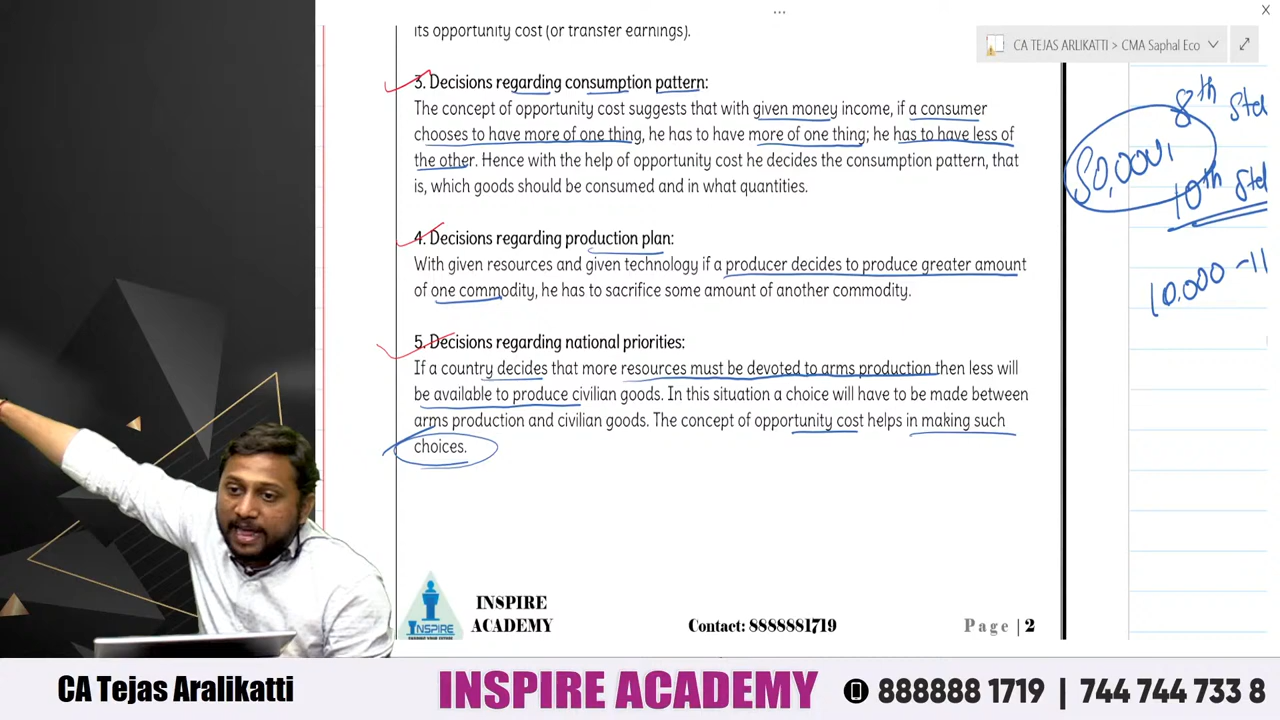 its opportunity cost (or transfer earnings).
CA TEJAS ARLIKATTI > CMA Saphal Eco
3. Decisions regarding consumption pattern:
The concept of opportunity cost suggests that with given money income, if a consumer
chooses to have more of one thing, he has to have more of one thing; he has to have less of
the other. Hence with the help of opportunity cost he decides the consumption pattern, that
is, which goods should be consumed and in what quantities.
8th Std
50,000
10th Std
4. Decisions regarding production plan:
With given resources and given technology if a producer decides to produce greater amount
of one commodity, he has to sacrifice some amount of another commodity.
10,000 - 11
5. Decisions regarding national priorities:
If a country decides that more resources must be devoted to arms production then less will
be available to produce civilian goods. In this situation a choice will have to be made between
arms production and civilian goods. The concept of opportunity cost helps in making such
choices.
INSPIRE
INSPIRE
ACADEMY
Contact: 8888881719
Page | 2
CA Tejas Aralikatti
INSPIRE ACADEMY
888888 1719 | 744 744 733 8